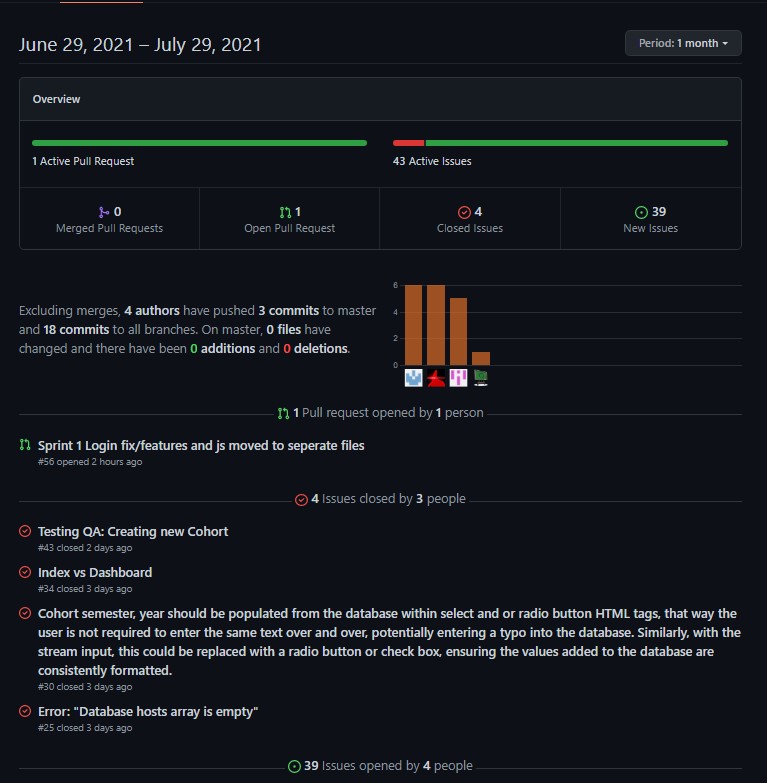 June 29, 2021 – July 29, 2021
Period: 1 month
Overview
1 Active Pull Request
43 Active Issues
0
Merged Pull Requests
1
Open Pull Request
4
Closed Issues
39
New Issues
Excluding merges, 4 authors have pushed 3 commits to master
and 18 commits to all branches. On master, 0 files have
changed and there have been 0 additions and 0 deletions.
6
4
2
0
1 Pull request opened by 1 person
Sprint 1 Login fix/features and js moved to seperate files
#56 opened 2 hours ago
4 Issues closed by 3 people
Testing QA: Creating new Cohort
#43 closed 2 days ago
Index vs Dashboard
#34 closed 3 days ago
Cohort semester, year should be populated from the database within select and or radio button HTML tags, that way the
user is not required to enter the same text over and over, potentially entering a typo into the database. Similarly, with the
stream input, this could be replaced with a radio button or check box, ensuring the values added to the database are
consistently formatted.
#30 closed 3 days ago
Error: "Database hosts array is empty"
#25 closed 3 days ago
39 Issues opened by 4 people